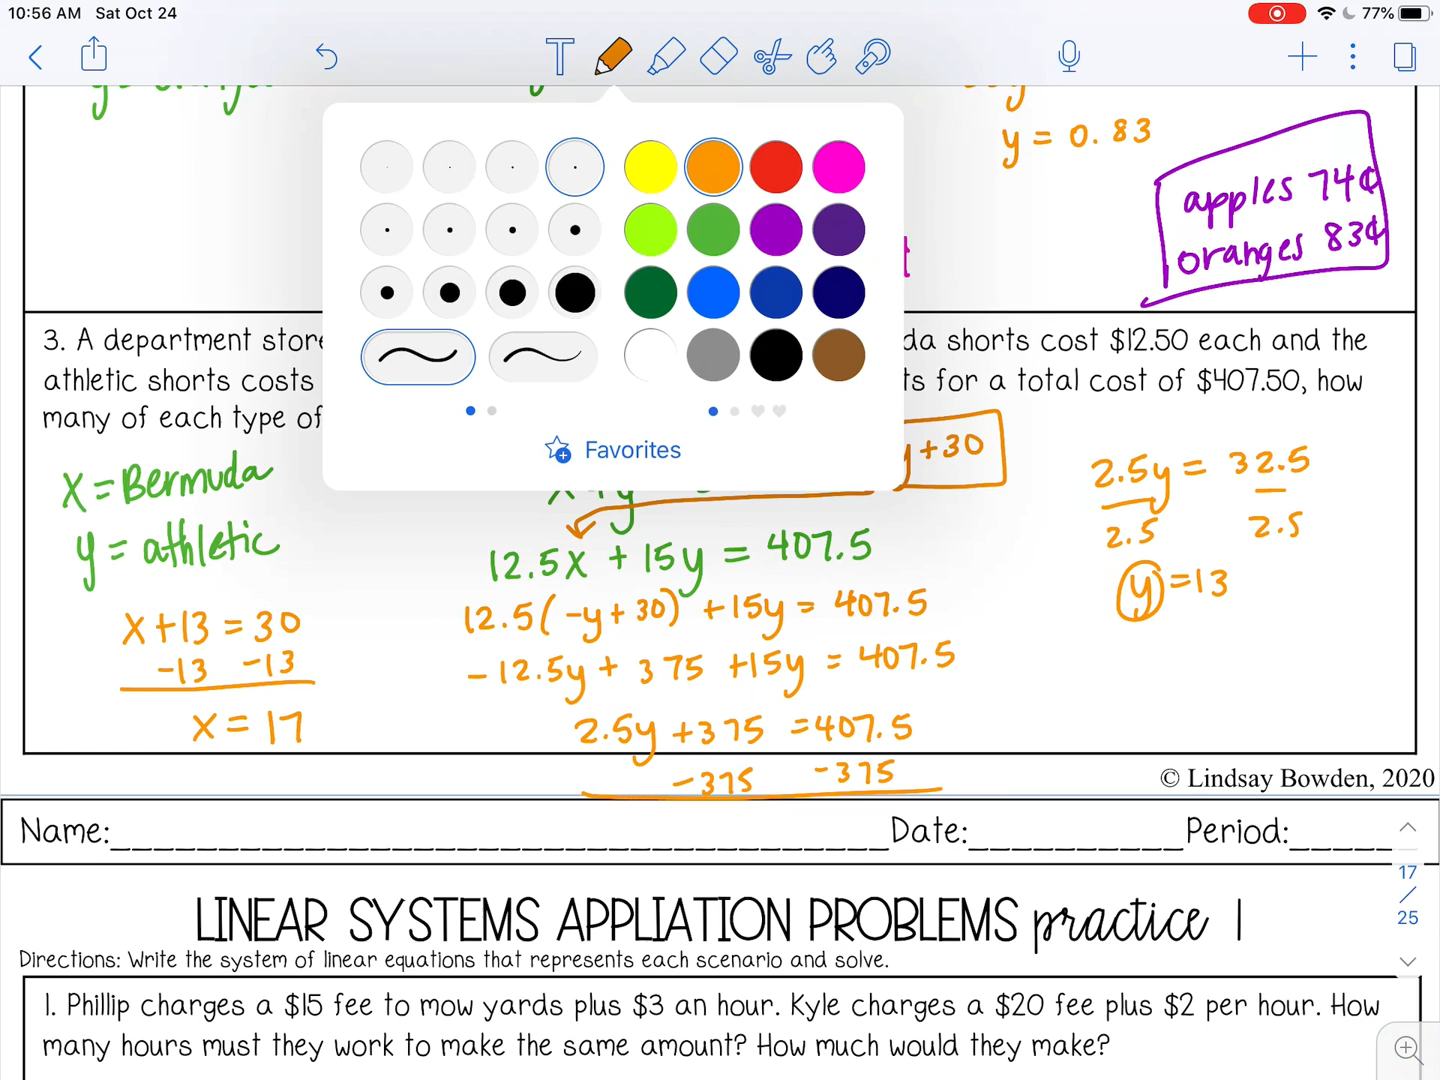 10:56 AM Sat Oct 24
77%
T
y = 0.83
apples 74¢
oranges 83¢
3. A department store
da shorts cost $12.50 each and the
athletic shorts costs
ts for a total cost of $407.50, how
many of each type of
Favorites
y+30
x = Bermuda
y = athletic
x + 13 = 30
-13 -13
x = 17
12.5x + 15y = 407.5
12.5(-y+30) +15y = 407.5
-12.5y + 375 +15y = 407.5
2.5y +375 =407.5
-375 -375
2.5y = 32.5
2.5 2.5
y =13
© Lindsay Bowden, 2020
Name:________________________________ Date:__________ Period:_____
17
/
25
LINEAR SYSTEMS APPLIATION PROBLEMS practice 1
Directions: Write the system of linear equations that represents each scenario and solve.
1. Phillip charges a $15 fee to mow yards plus $3 an hour. Kyle charges a $20 fee plus $2 per hour. How
many hours must they work to make the same amount? How much would they make?